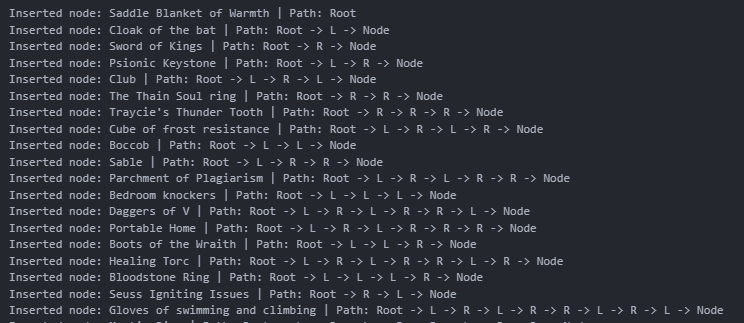 Inserted node: Saddle Blanket of Warmth | Path: Root
Inserted node: Cloak of the bat | Path: Root -> L -> Node
Inserted node: Sword of Kings | Path: Root -> R -> Node
Inserted node: Psionic Keystone | Path: Root -> L -> R -> Node
Inserted node: Club | Path: Root -> L -> R -> L -> Node
Inserted node: The Thain Soul ring | Path: Root -> R -> R -> Node
Inserted node: Traycie's Thunder Tooth | Path: Root -> R -> R -> R -> Node
Inserted node: Cube of frost resistance | Path: Root -> L -> R -> L -> R -> Node
Inserted node: Boccob | Path: Root -> L -> L -> Node
Inserted node: Sable | Path: Root -> L -> R -> R -> Node
Inserted node: Parchment of Plagiarism | Path: Root -> L -> R -> L -> R -> R -> Node
Inserted node: Bedroom knockers | Path: Root -> L -> L -> L -> Node
Inserted node: Daggers of V | Path: Root -> L -> R -> L -> R -> R -> L -> Node
Inserted node: Portable Home | Path: Root -> L -> R -> L -> R -> R -> R -> Node
Inserted node: Boots of the Wraith | Path: Root -> L -> L -> R -> Node
Inserted node: Healing Torc | Path: Root -> L -> R -> L -> R -> R -> L -> R -> Node
Inserted node: Bloodstone Ring | Path: Root -> L -> L -> L -> R -> Node
Inserted node: Seuss Igniting Issues | Path: Root -> R -> L -> Node
Inserted node: Gloves of swimming and climbing | Path: Root -> L -> R -> L -> R -> R -> L -> R -> L -> Node